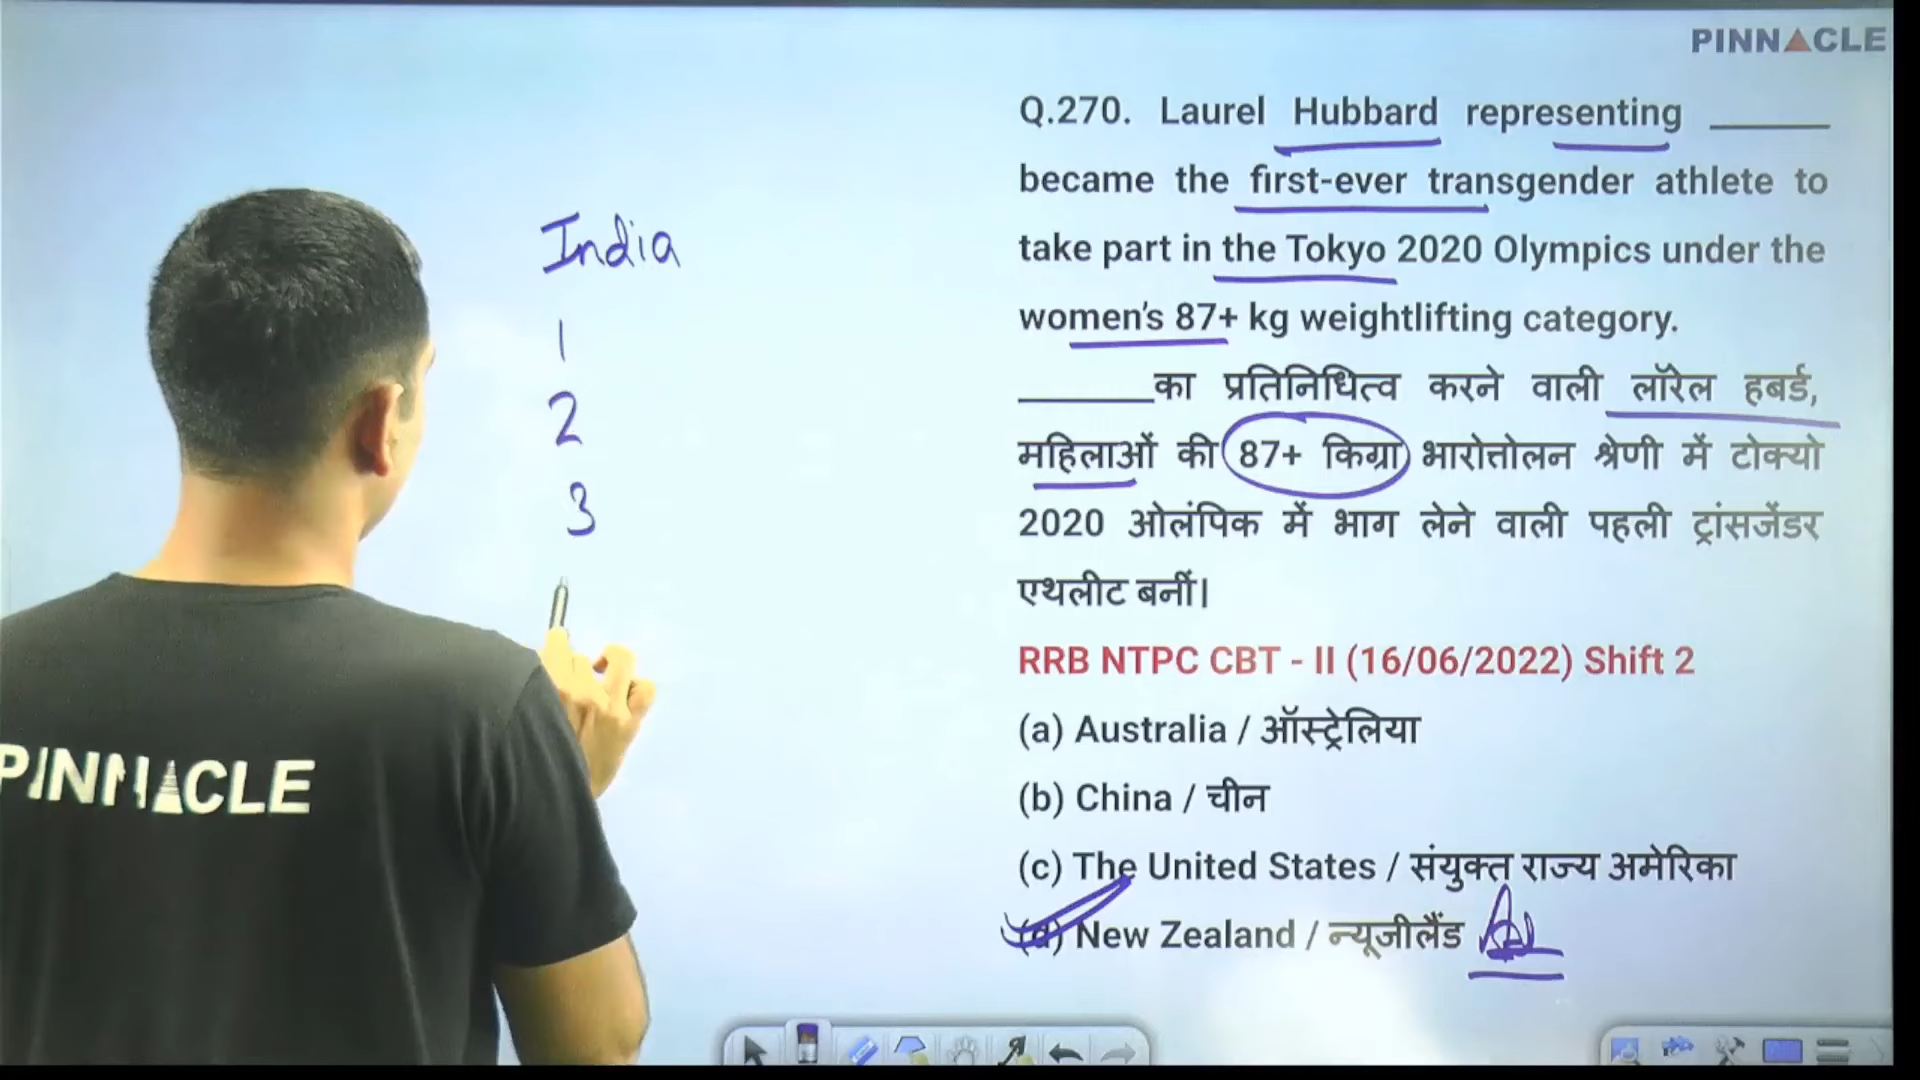 PINNACLE
Q.270. Laurel Hubbard representing ______
became the first-ever transgender athlete to
take part in the Tokyo 2020 Olympics under the
women's 87+ kg weightlifting category.
______का प्रतिनिधित्व करने वाली लॉरेल हबर्ड,
महिलाओं की 87+ किग्रा भारोत्तोलन श्रेणी में टोक्यो
2020 ओलंपिक में भाग लेने वाली पहली ट्रांसजेंडर
एथलीट बनीं।
RRB NTPC CBT - II (16/06/2022) Shift 2
(a) Australia / ऑस्ट्रेलिया
(b) China / चीन
(c) The United States / संयुक्त राज्य अमेरिका
(d) New Zealand / न्यूजीलैंड
India
1
2
3
PINNACLE